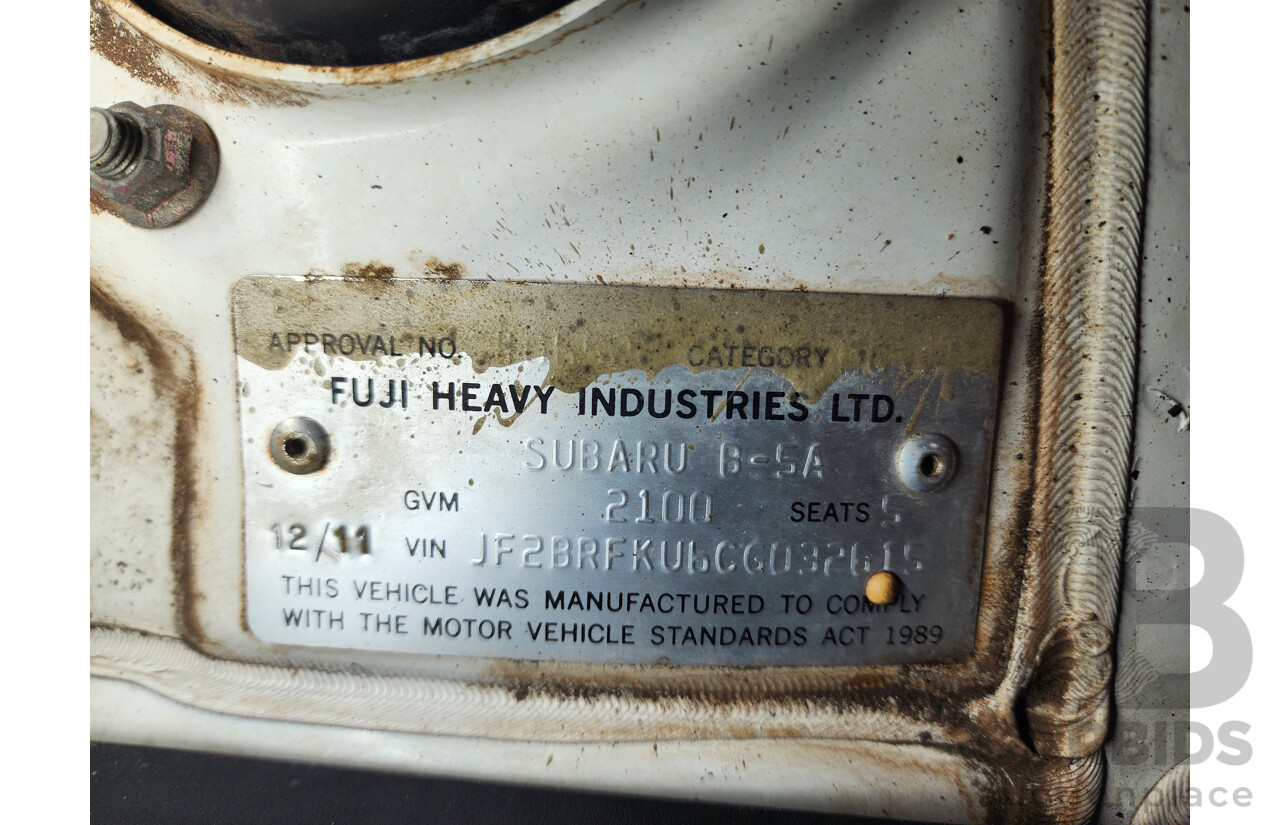 APPROVAL NO. CATEGORY
FUJI HEAVY INDUSTRIES LTD.
SUBARU B-5A
GVM 2100 SEATS 5
12/11 VIN JF2BRFKU6CG032615
THIS VEHICLE WAS MANUFACTURED TO COMPLY
WITH THE MOTOR VEHICLE STANDARDS ACT 1989
BIDS